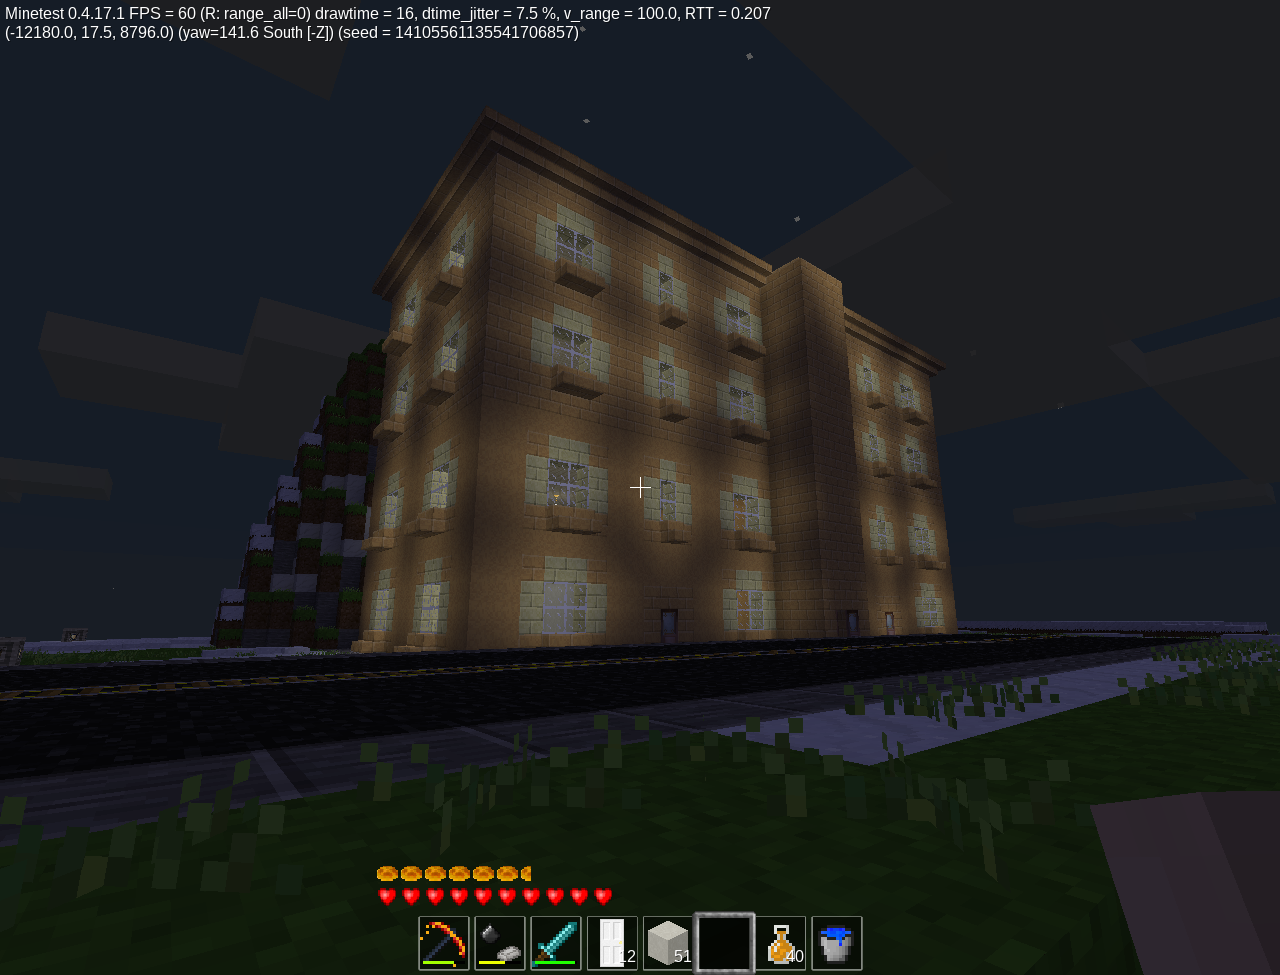 Minetest 0.4.17.1 FPS = 60 (R: range_all=0) drawtime = 16, dtime_jitter = 7.5 %, v_range = 100.0, RTT = 0.207
(-12180.0, 17.5, 8796.0) (yaw=141.6 South [-Z]) (seed = 14105561135541706857)
12 51 40